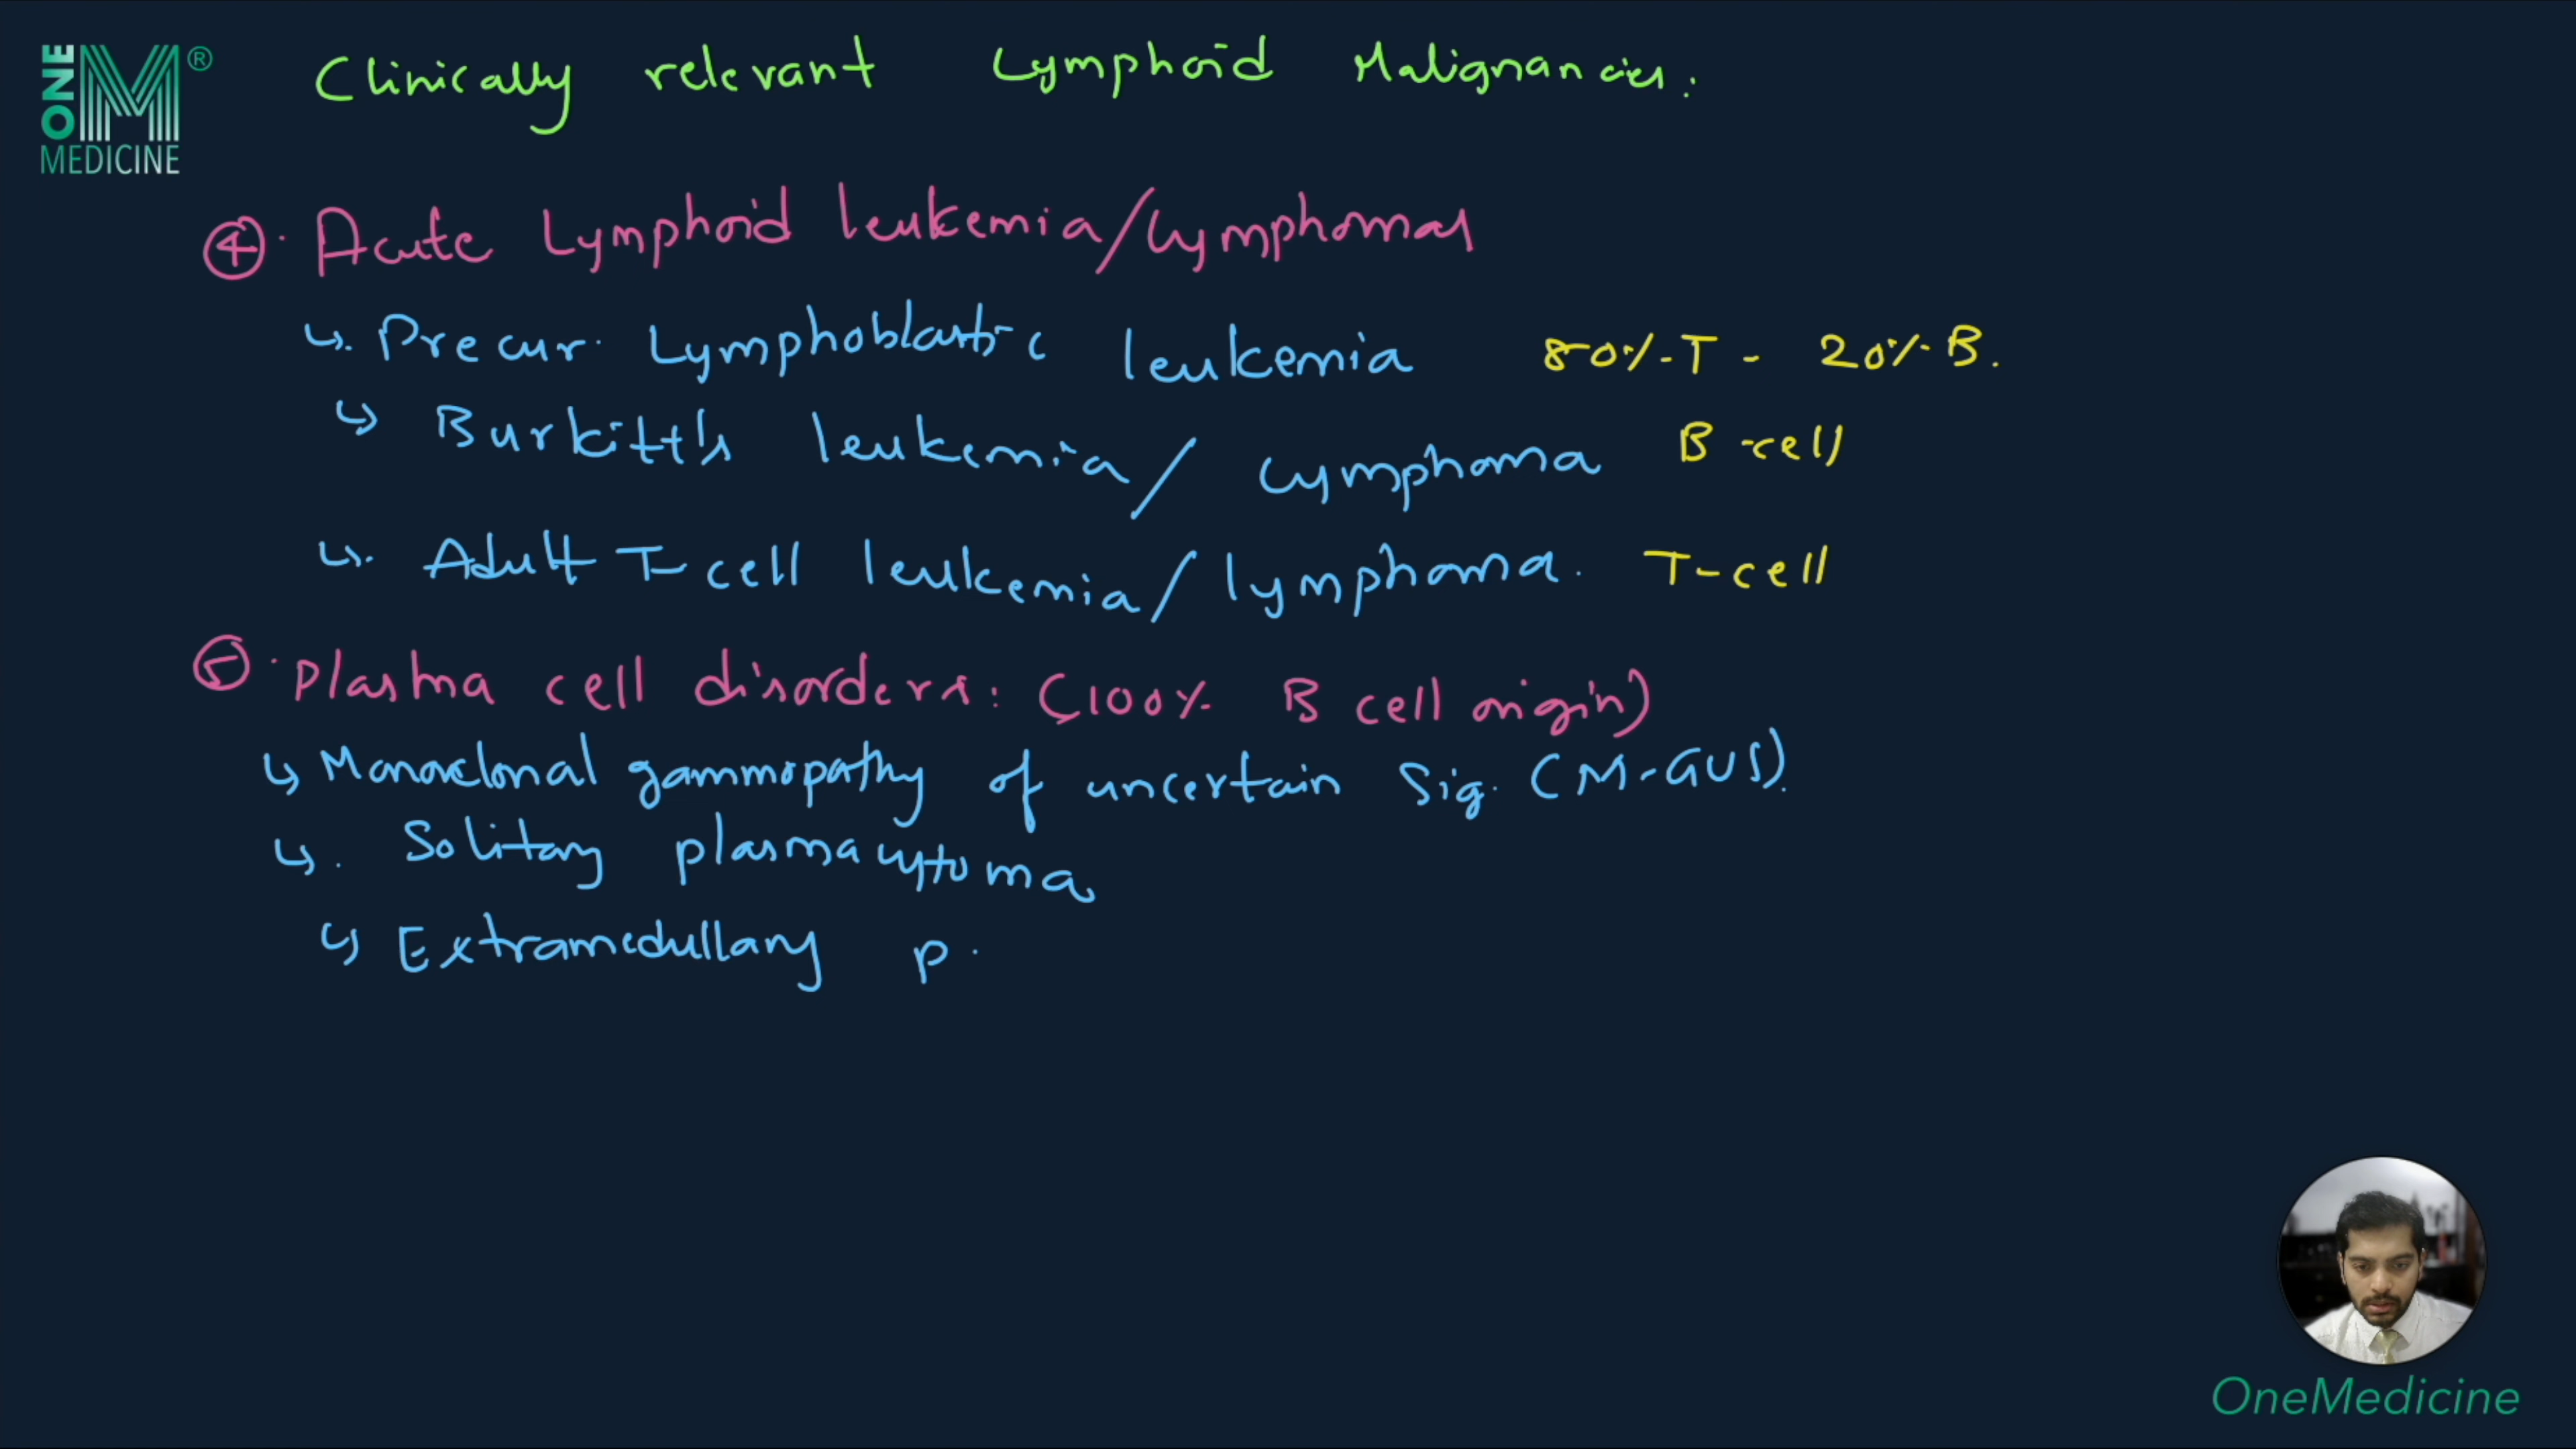 ONE M ®
MEDICINE
Clinically relevant Lymphoid Malignancies:
④. Acute Lymphoid leukemia/lymphomas
↳. Precur. Lymphoblastic leukemia 80%.T - 20% B.
↳ Burkitt's leukemia/ lymphoma B-cell
↳. Adult T-cell leukemia/lymphoma. T-cell
⑤. Plasma cell disorders: (100% B cell origin)
↳ Monoclonal gammopathy of uncertain Sig. (M-GUS).
↳. Solitary plasmacytoma
↳ Extramedullary p.
OneMedicine